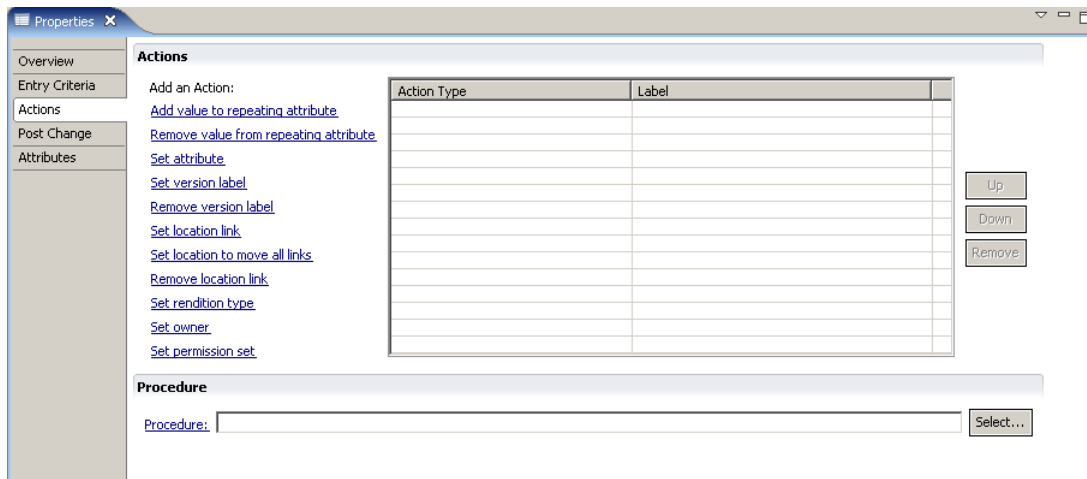 Properties
Overview
Entry Criteria
Actions
Post Change
Attributes
Actions
Add an Action:
Add value to repeating attribute
Remove value from repeating attribute
Set attribute
Set version label
Remove version label
Set location link
Set location to move all links
Remove location link
Set rendition type
Set owner
Set permission set
Action Type Label
Up
Down
Remove
Procedure
Procedure: Select...